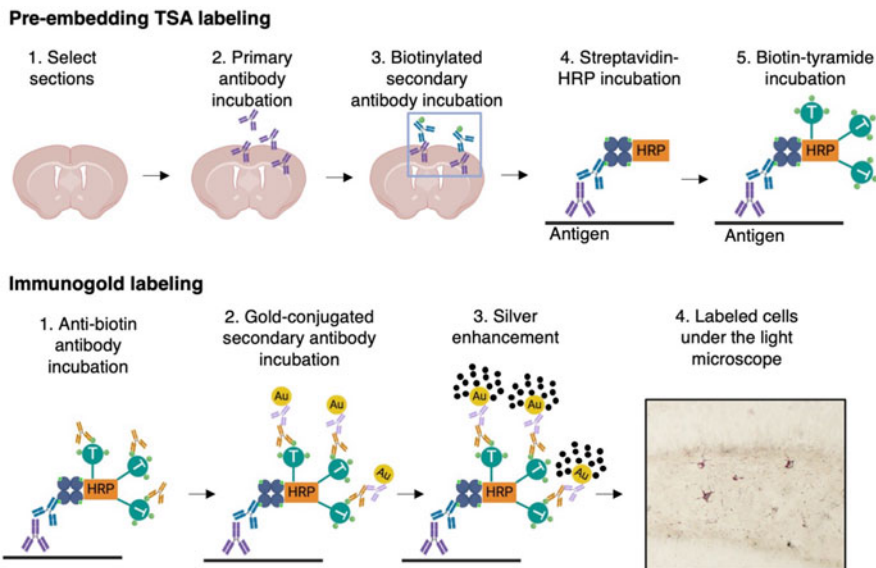 Pre-embedding TSA labeling
1. Select
sections
2. Primary
antibody
incubation
3. Biotinylated
secondary
antibody incubation
4. Streptavidin-
HRP incubation
5. Biotin-tyramide
incubation
HRP
Antigen
T
HRP
T
T
Antigen
Immunogold labeling
1. Anti-biotin
antibody
incubation
2. Gold-conjugated
secondary antibody
incubation
3. Silver
enhancement
4. Labeled cells
under the light
microscope
T
HRP
T
T
Au
Au
T
T
Au
HRP
T
Au
Au
T
T
Au
HRP
T